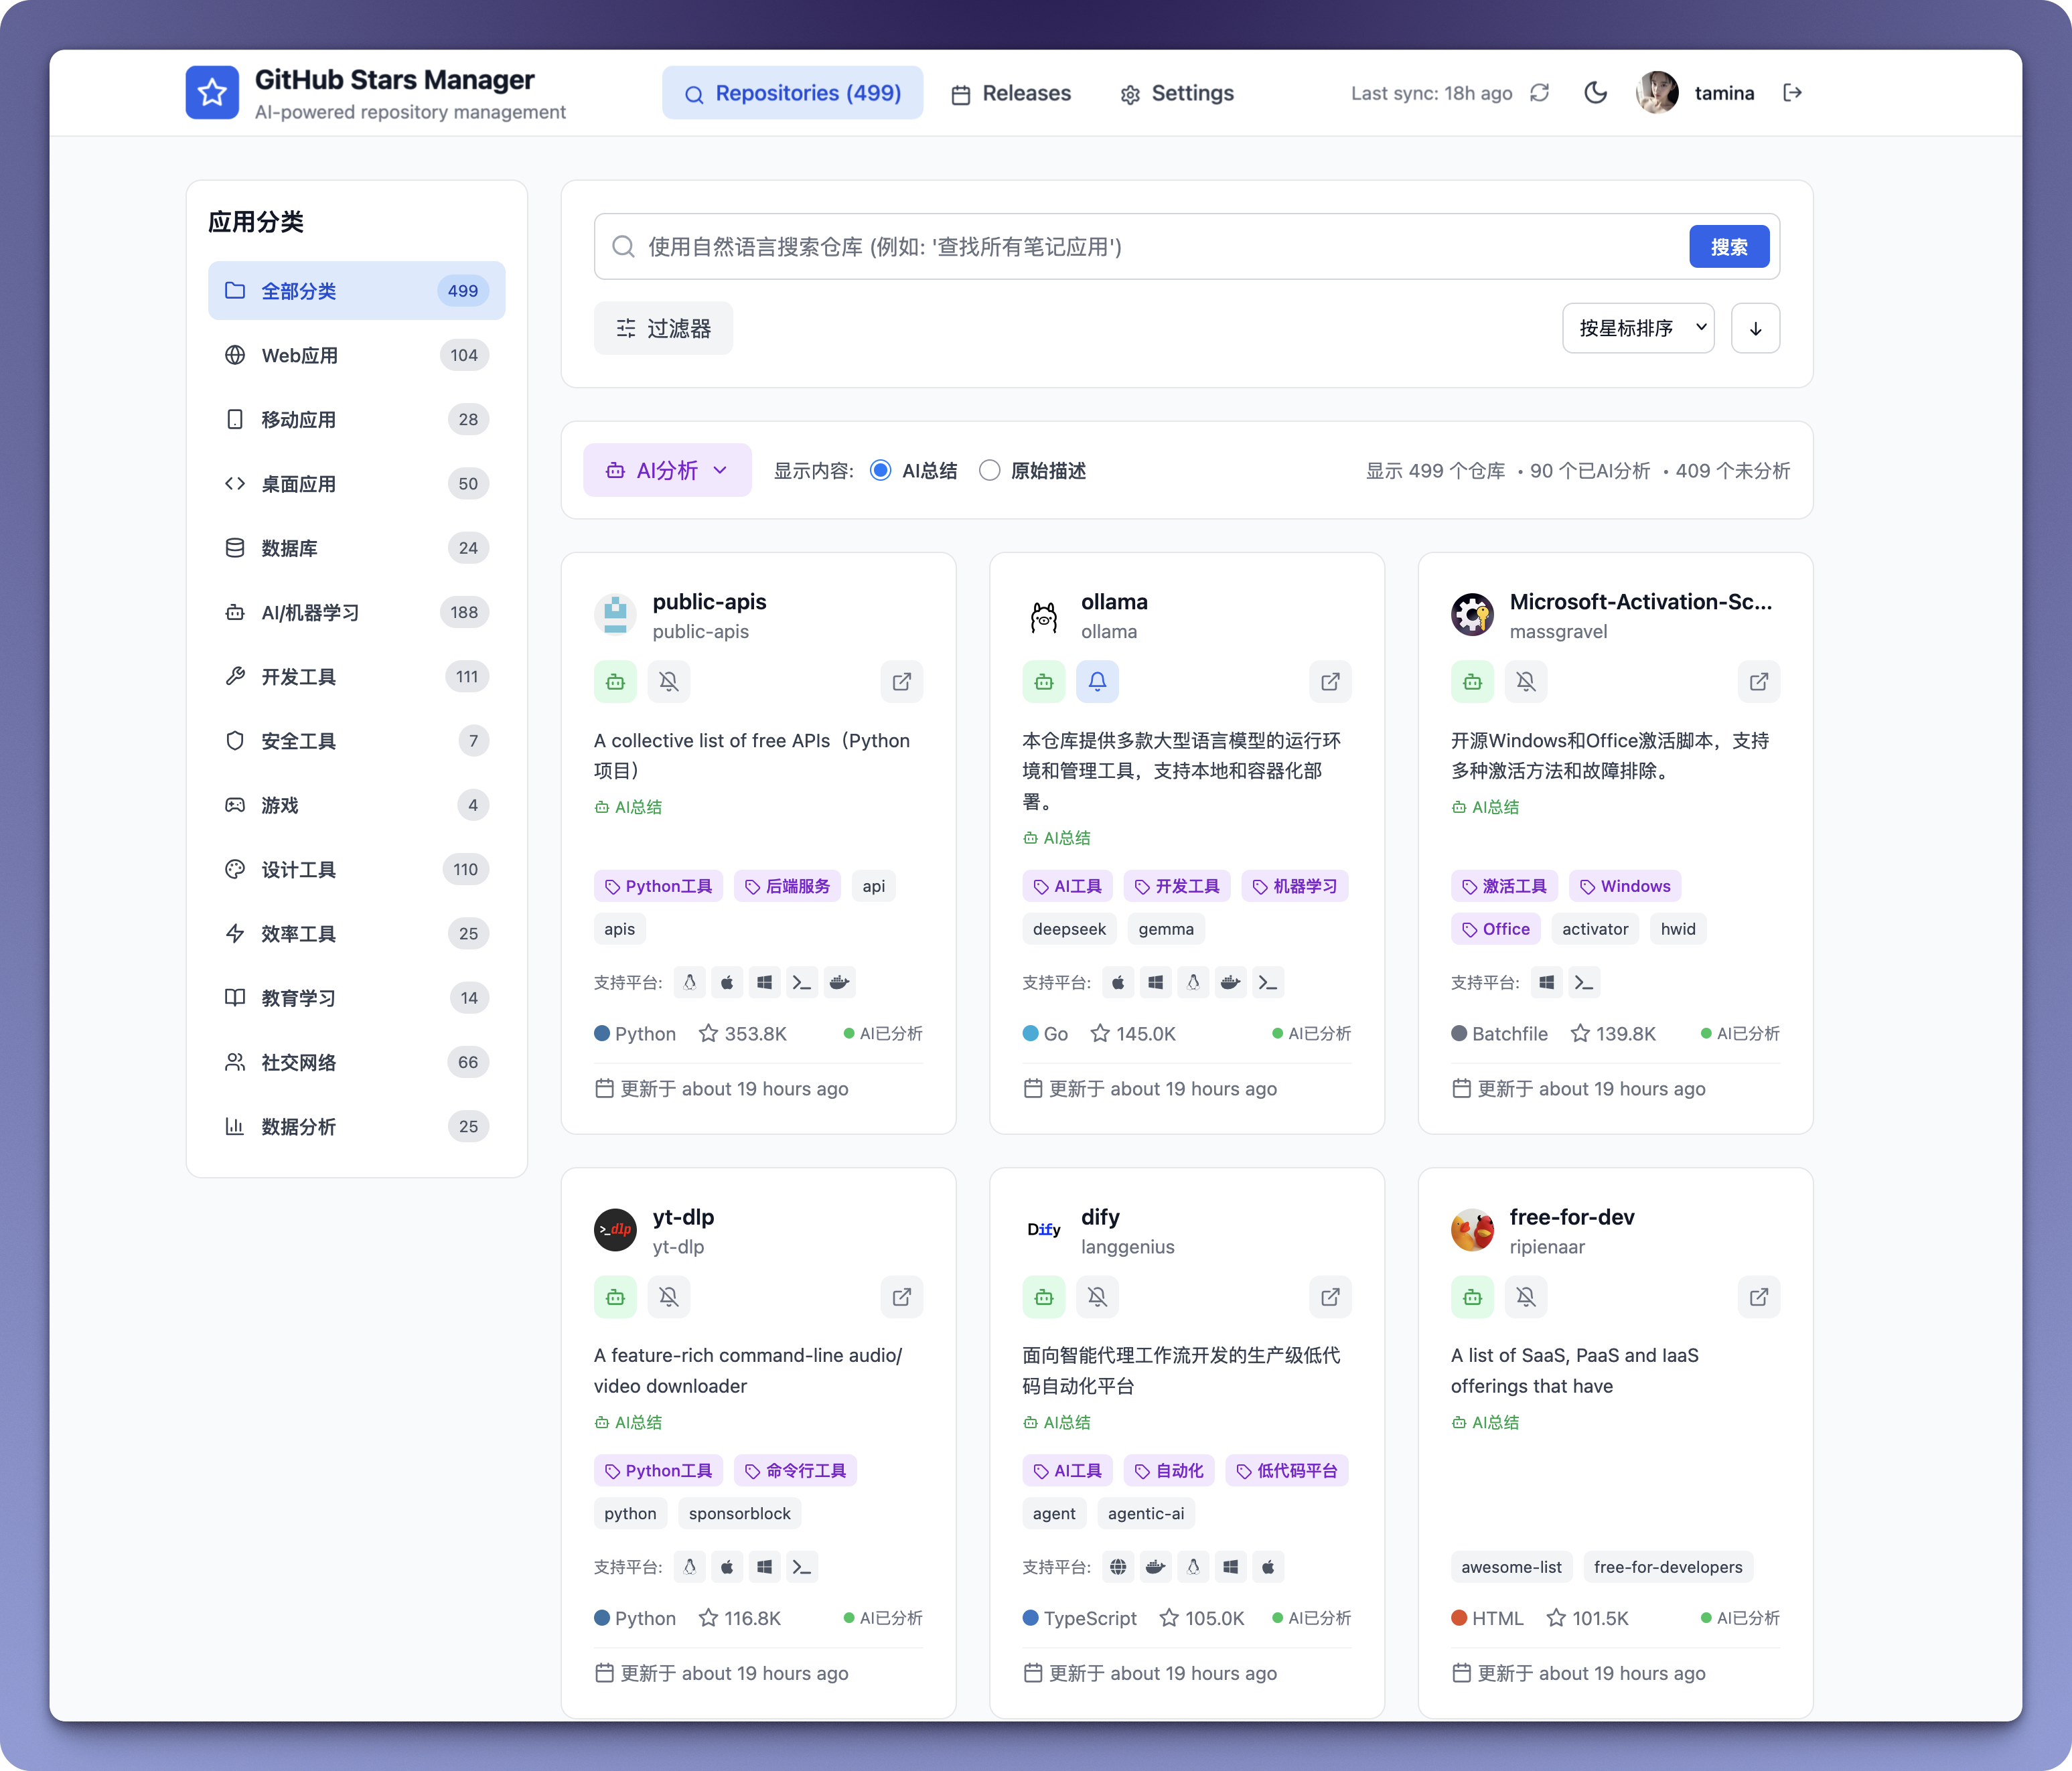 GitHub Stars Manager
AI-powered repository management
Repositories (499)
Releases
Settings
Last sync: 18h ago
tamina
应用分类
全部分类 499
Web应用 104
移动应用 28
桌面应用 50
数据库 24
AI/机器学习 188
开发工具 111
安全工具 7
游戏 4
设计工具 110
效率工具 25
教育学习 14
社交网络 66
数据分析 25
使用自然语言搜索仓库 (例如: '查找所有笔记应用')
搜索
过滤器
按星标排序
AI分析
显示内容: AI总结 原始描述
显示 499 个仓库 • 90 个已AI分析 • 409 个未分析
public-apis
public-apis
A collective list of free APIs（Python
项目）
AI总结
Python工具 后端服务 api
apis
支持平台:
Python 353.8K AI已分析
更新于 about 19 hours ago
ollama
ollama
本仓库提供多款大型语言模型的运行环
境和管理工具，支持本地和容器化部
署。
AI总结
AI工具 开发工具 机器学习
deepseek gemma
支持平台:
Go 145.0K AI已分析
更新于 about 19 hours ago
Microsoft-Activation-Sc...
massgravel
开源Windows和Office激活脚本，支持
多种激活方法和故障排除。
AI总结
激活工具 Windows
Office activator hwid
支持平台:
Batchfile 139.8K AI已分析
更新于 about 19 hours ago
>_dlp
yt-dlp
yt-dlp
A feature-rich command-line audio/
video downloader
AI总结
Python工具 命令行工具
python sponsorblock
支持平台:
Python 116.8K AI已分析
更新于 about 19 hours ago
Dify
dify
langgenius
面向智能代理工作流开发的生产级低代
码自动化平台
AI总结
AI工具 自动化 低代码平台
agent agentic-ai
支持平台:
TypeScript 105.0K AI已分析
更新于 about 19 hours ago
free-for-dev
ripienaar
A list of SaaS, PaaS and IaaS
offerings that have
AI总结
awesome-list free-for-developers
HTML 101.5K AI已分析
更新于 about 19 hours ago